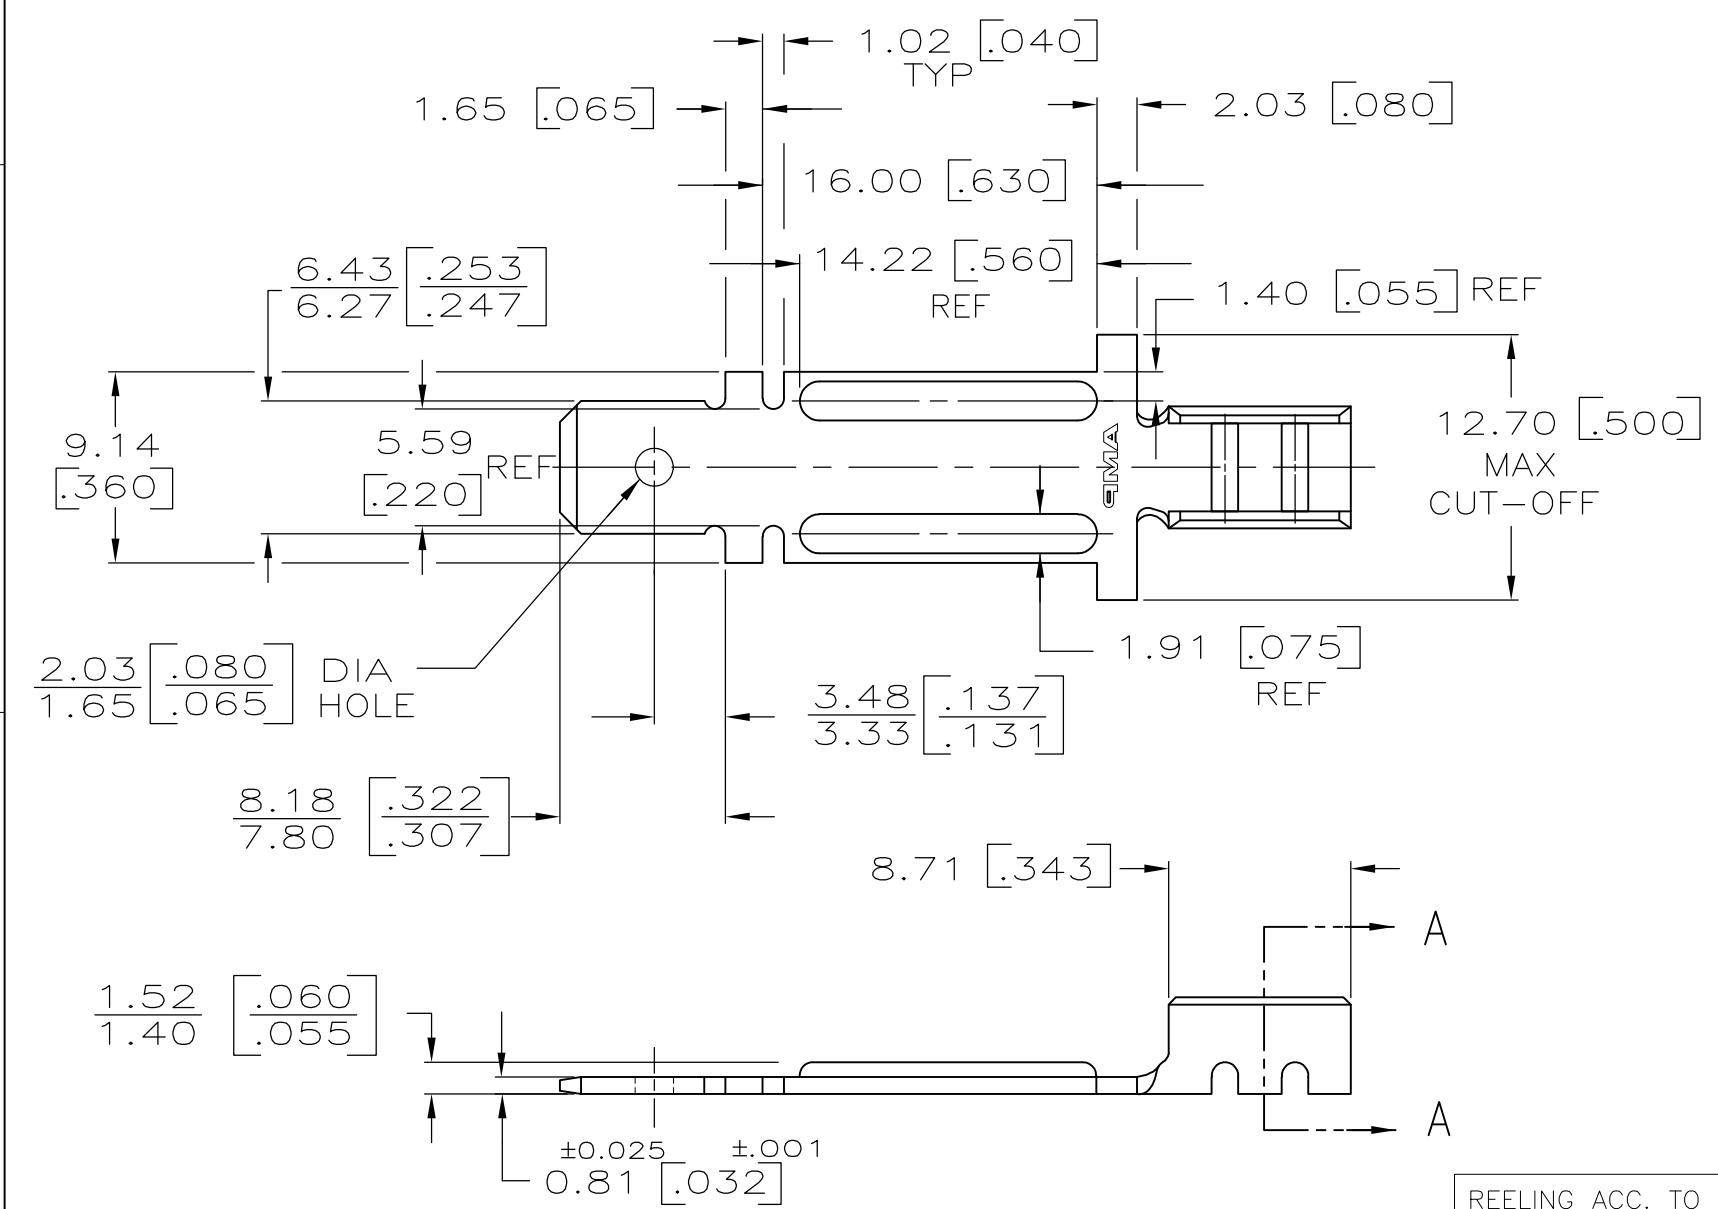 1.02 [.040]
TYP
1.65 [.065]
2.03 [.080]
16.00 [.630]
14.22 [.560]
REF
6.43 [.253
6.27 .247]
1.40 [.055] REF
9.14
[.360]
5.59
[.220]
REF
AMP
12.70 [.500]
MAX
CUT-OFF
2.03 [.080 DIA
1.65 .065] HOLE
1.91 [.075]
REF
3.48 [.137
3.33 .131]
8.18 [.322
7.80 .307]
8.71 [.343]
A
1.52 [.060
1.40 .055]
A
±0.025 ±.001
0.81 [.032]
REELING ACC. TO